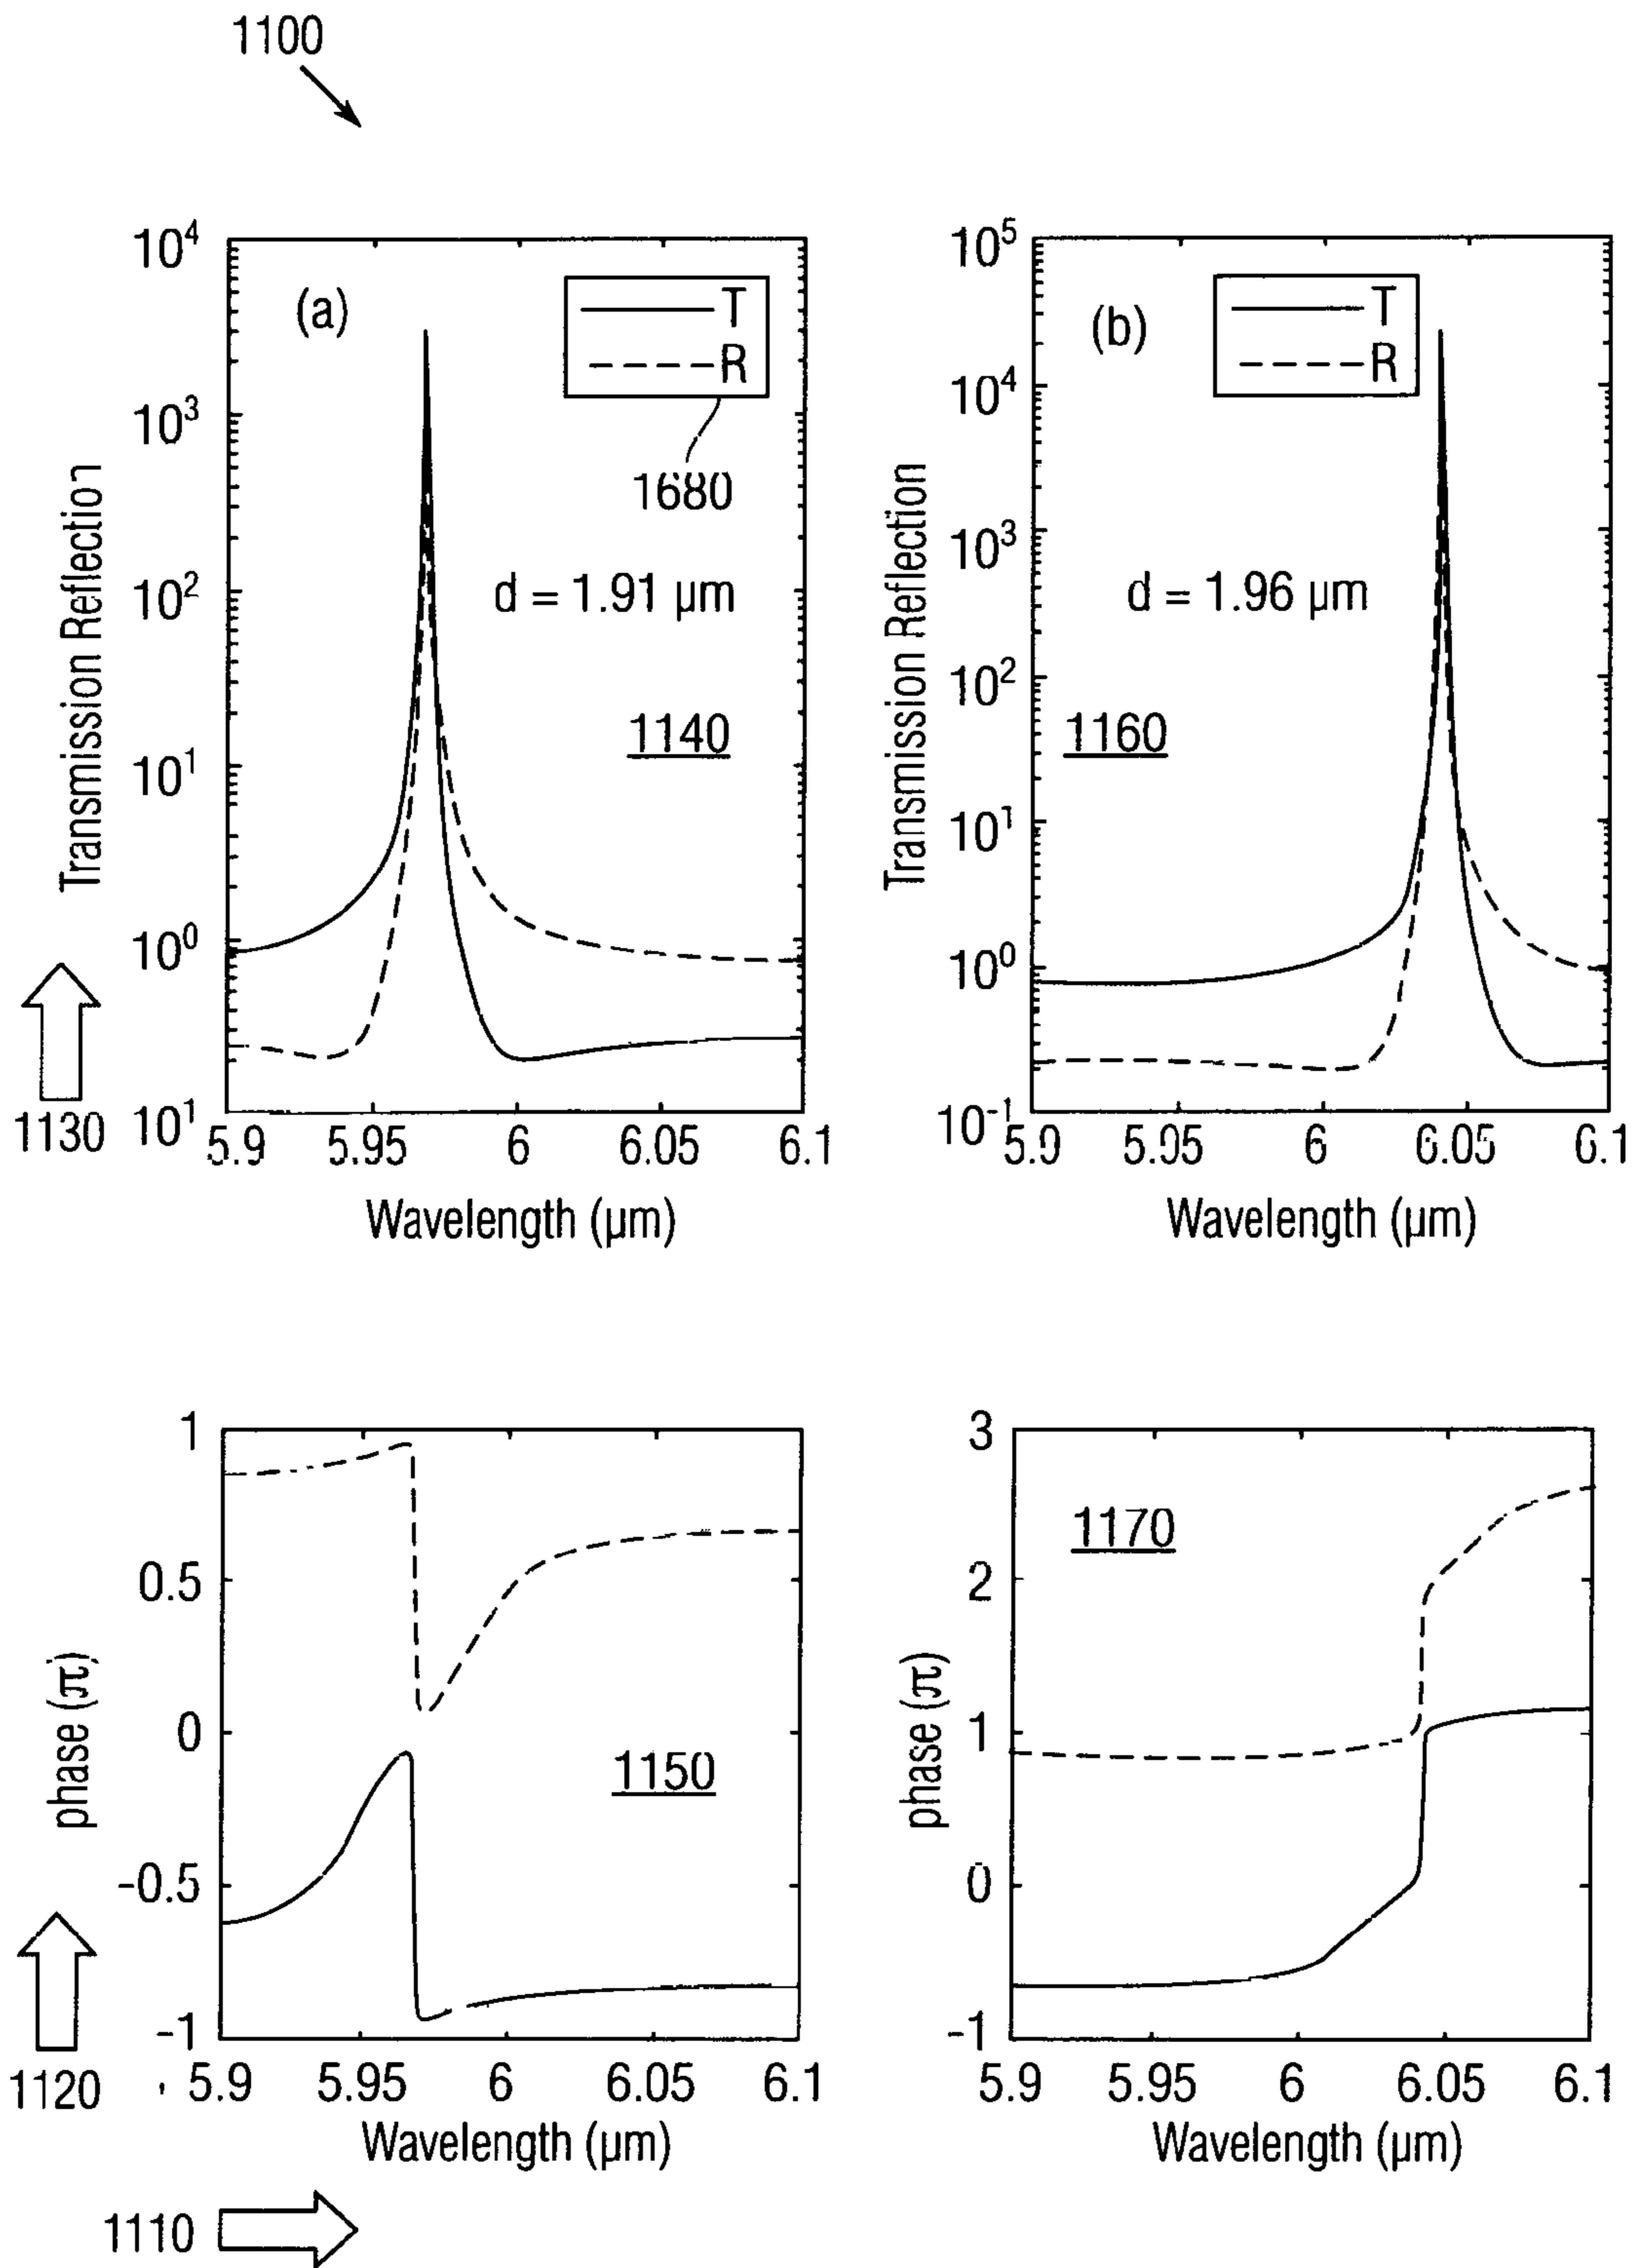 1100
10⁴
10³
10²
10¹
10⁰
10¹
Transmission Reflection
(a)
T
R
1680
d = 1.91 µm
1140
5.9 5.95 6 6.05 6.1
Wavelength (µm)
1130
10⁵
10⁴
10³
10²
10¹
10⁰
10⁻¹
Transmission Reflection
(b)
T
R
d = 1.96 µm
1160
5.9 5.95 6 6.05 6.1
Wavelength (µm)
1
0.5
0
-0.5
-1
phase (π)
1150
5.9 5.95 6 6.05 6.1
Wavelength (µm)
1120
1110
3
2
1
0
-1
phase (π)
1170
5.9 5.95 6 6.05 6.1
Wavelength (µm)